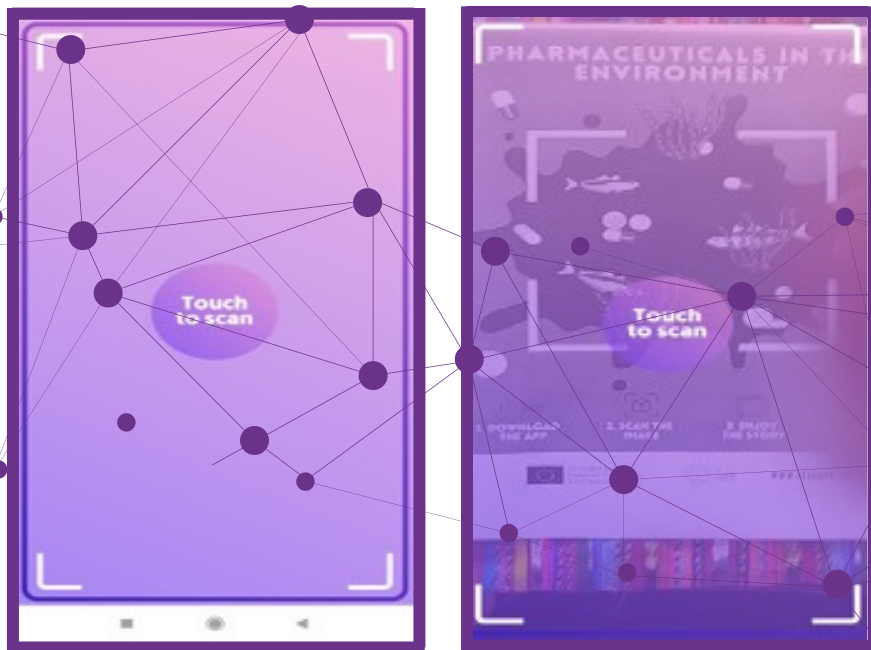 Touch
to scan
PHARMACEUTICALS IN TH
ENVIRONMENT
Touch
to scan
1. DOWNLOAD
THE APP
2. SCAN THE
IMAGE
3. ENJOY
THE STORY